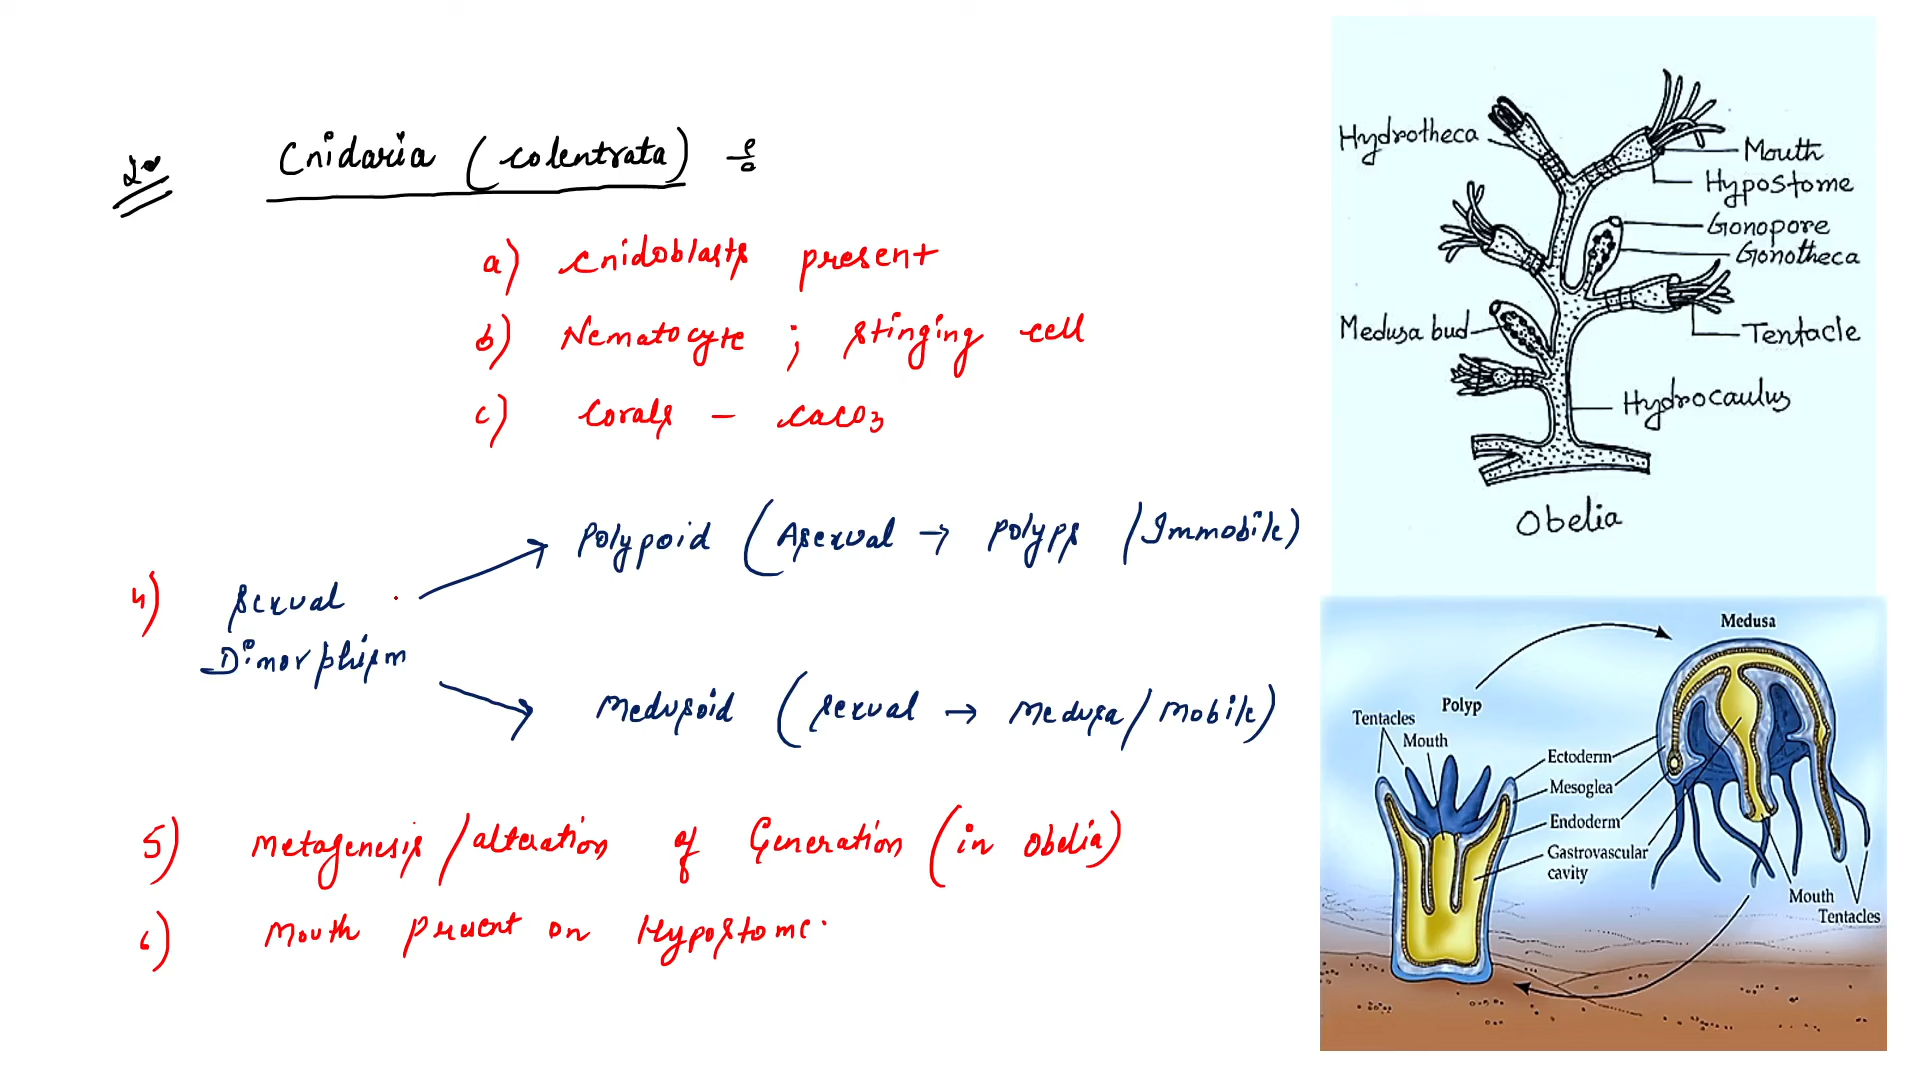 2.
Cnidaria (colentrata) :-
a) cnidoblasts present
b) Nematocyte ; stinging cell
c) corals - caco3
4) sexual Dimorphism
Polypoid (Asexual → polyps / Immobile)
Medusoid (sexual → Medusa / Mobile)
5) Metagenesis / alteration of Generation (in obelia)
6) Mouth present on Hypostome.
Hydrotheca
Mouth
Hypostome
Gonopore
Gonotheca
Medusa bud
Tentacle
Hydrocaulus
Obelia
Medusa
Polyp
Tentacles
Mouth
Ectoderm
Mesoglea
Endoderm
Gastrovascular
cavity
Mouth
Tentacles